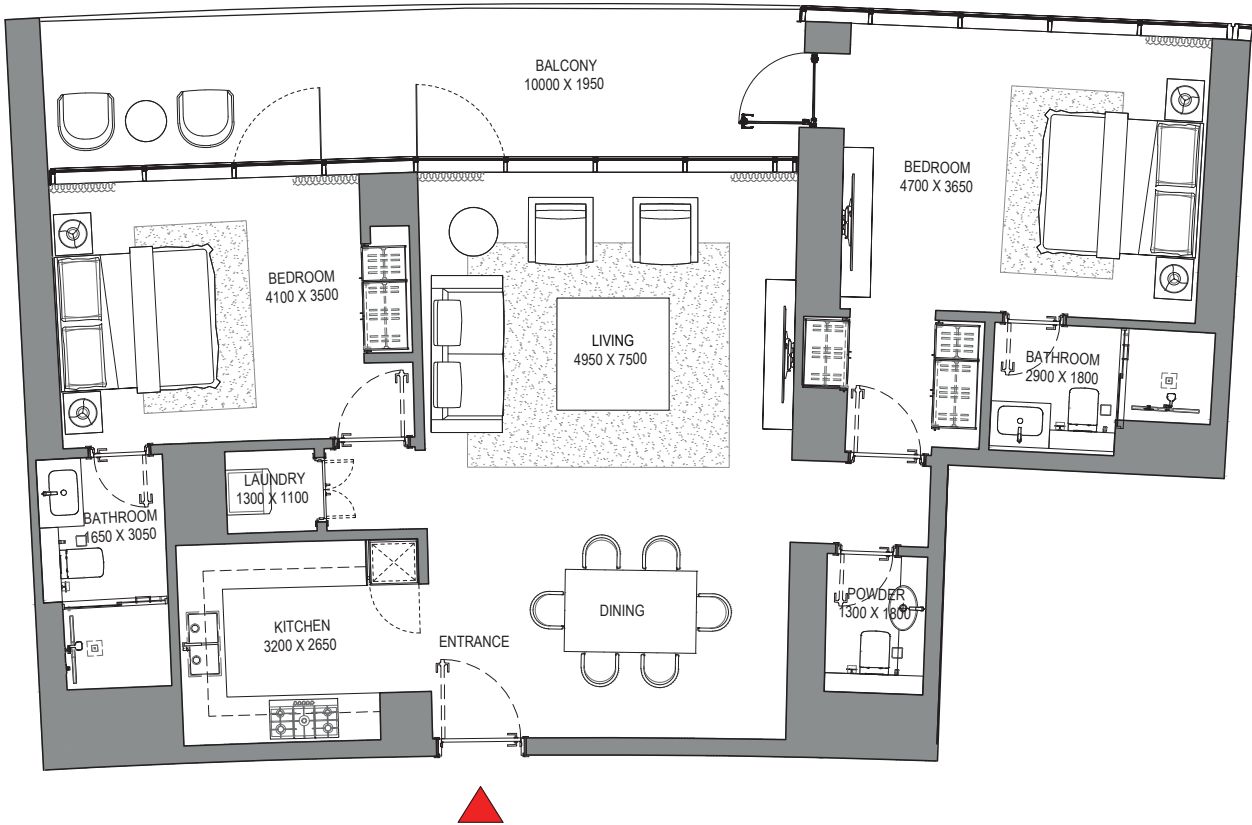 BALCONY
10000 X 1950
BEDROOM
4700 X 3650
BEDROOM
4100 X 3500
LIVING
4950 X 7500
BATHROOM
2900 X 1800
LAUNDRY
1300 X 1100
BATHROOM
1650 X 3050
KITCHEN
3200 X 2650
ENTRANCE
DINING
POWDER
1300 X 1800